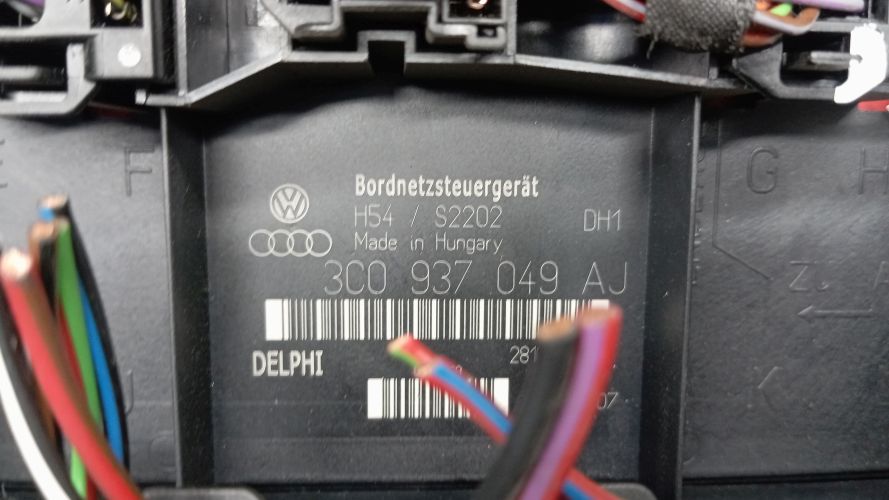 F
G
H
Bordnetzsteuergerät
H54 / S2202
DH1
Made in Hungary
3C0 937 049 AJ
DELPHI
K